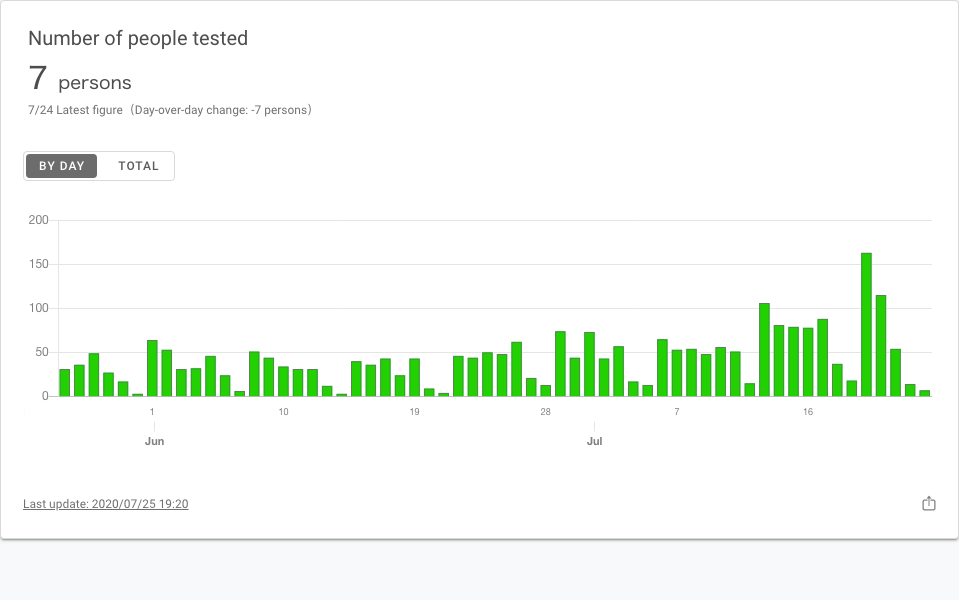 Number of people tested
7 persons
7/24 Latest figure（Day-over-day change: -7 persons）
BY DAY TOTAL
200
150
100
50
0
1 10 19 28 7 16
Jun Jul
Last update: 2020/07/25 19:20